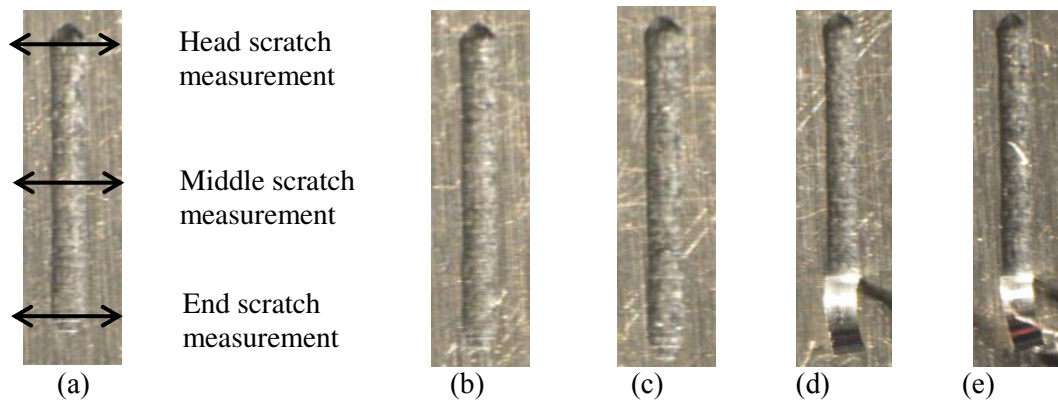 Head scratch
measurement
Middle scratch
measurement
End scratch
measurement
(a)
(b)
(c)
(d)
(e)